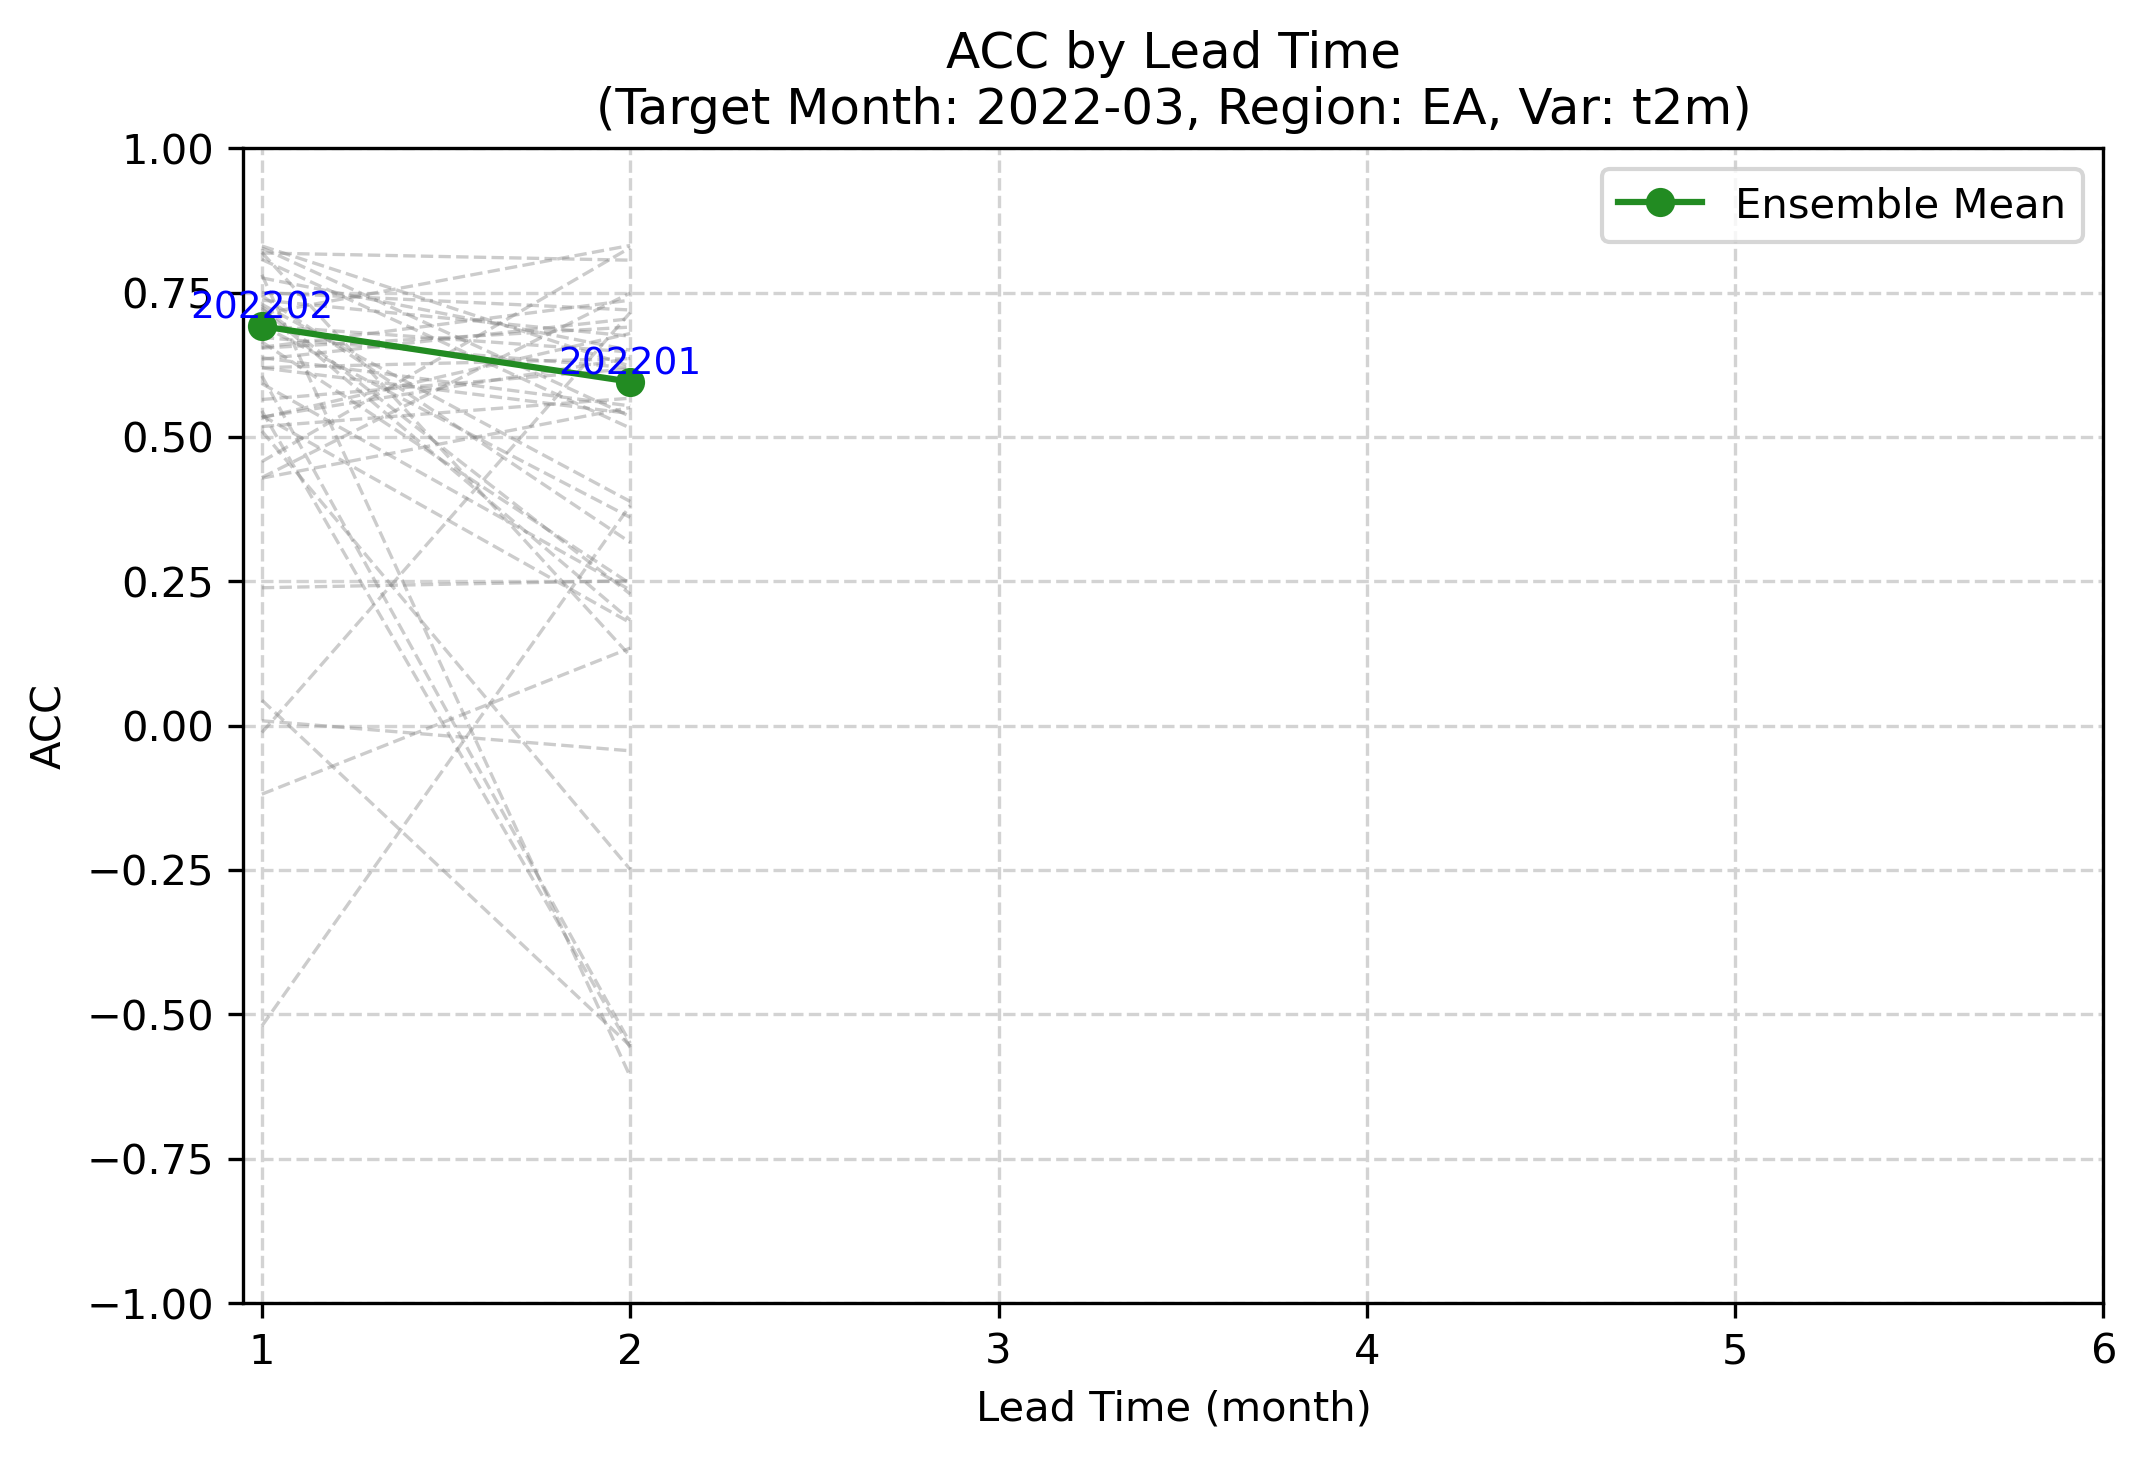 ACC by Lead Time
(Target Month: 2022-03, Region: EA, Var: t2m)
1.00
0.75
0.50
0.25
0.00
−0.25
−0.50
−0.75
−1.00
ACC
202202
202201
Ensemble Mean
1 2 3 4 5 6
Lead Time (month)